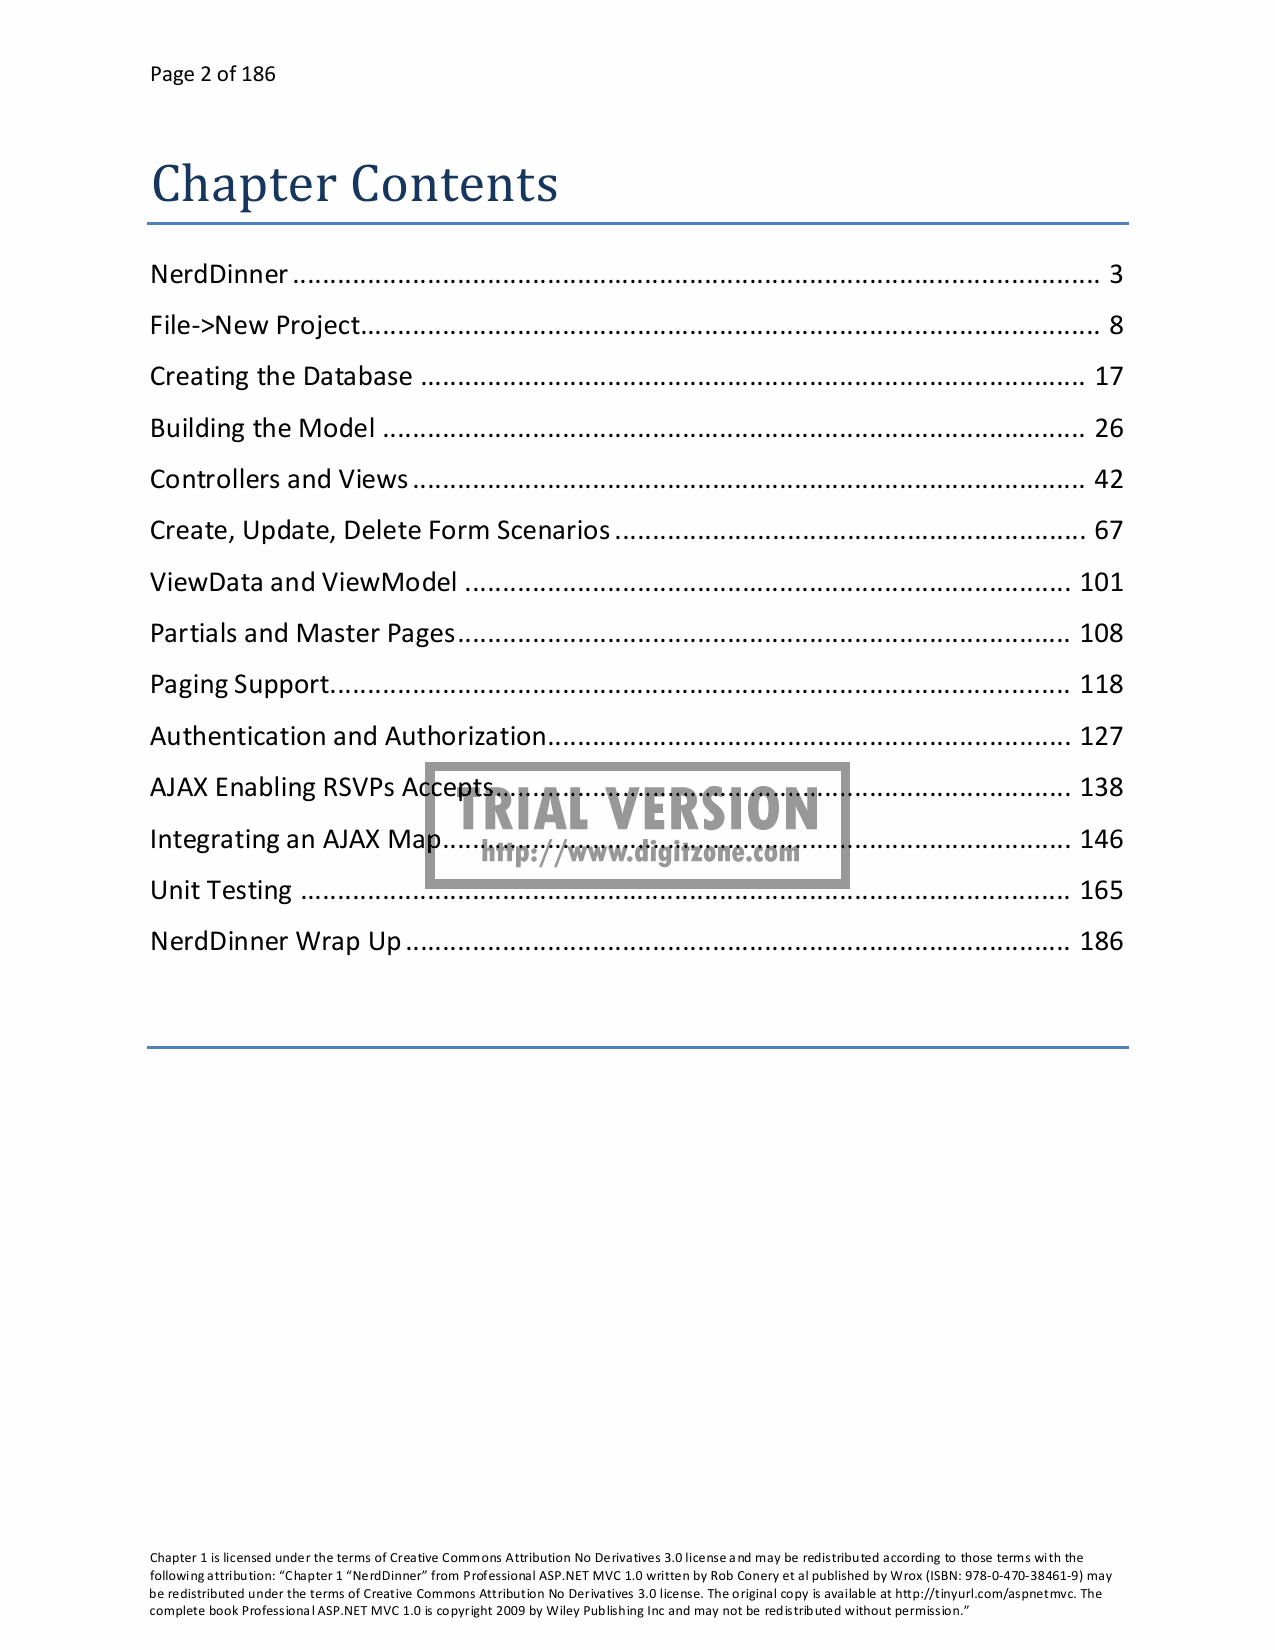 Page 2 of 186
Chapter Contents
NerdDinner ............................................................................................................ 3
File->New Project................................................................................................... 8
Creating the Database ......................................................................................... 17
Building the Model .............................................................................................. 26
Controllers and Views .......................................................................................... 42
Create, Update, Delete Form Scenarios ............................................................... 67
ViewData and ViewModel ................................................................................. 101
Partials and Master Pages.................................................................................. 108
Paging Support................................................................................................... 118
Authentication and Authorization...................................................................... 127
AJAX Enabling RSVPs Accepts............................................................................. 138
TRIAL VERSION
Integrating an AJAX Map.................................................................................... 146
http://www.digitzone.com
Unit Testing ....................................................................................................... 165
NerdDinner Wrap Up ......................................................................................... 186
Chapter 1 is licensed under the terms of Creative Commons Attribution No Derivatives 3.0 license and may be redistributed according to those terms with the
following attribution: “Chapter 1 “NerdDinner” from Professional ASP.NET MVC 1.0 written by Rob Conery et al published by Wrox (ISBN: 978-0-470-38461-9) may
be redistributed under the terms of Creative Commons Attribution No Derivatives 3.0 license. The original copy is available at http://tinyurl.com/aspnetmvc. The
complete book Professional ASP.NET MVC 1.0 is copyright 2009 by Wiley Publishing Inc and may not be redistributed without permission.”